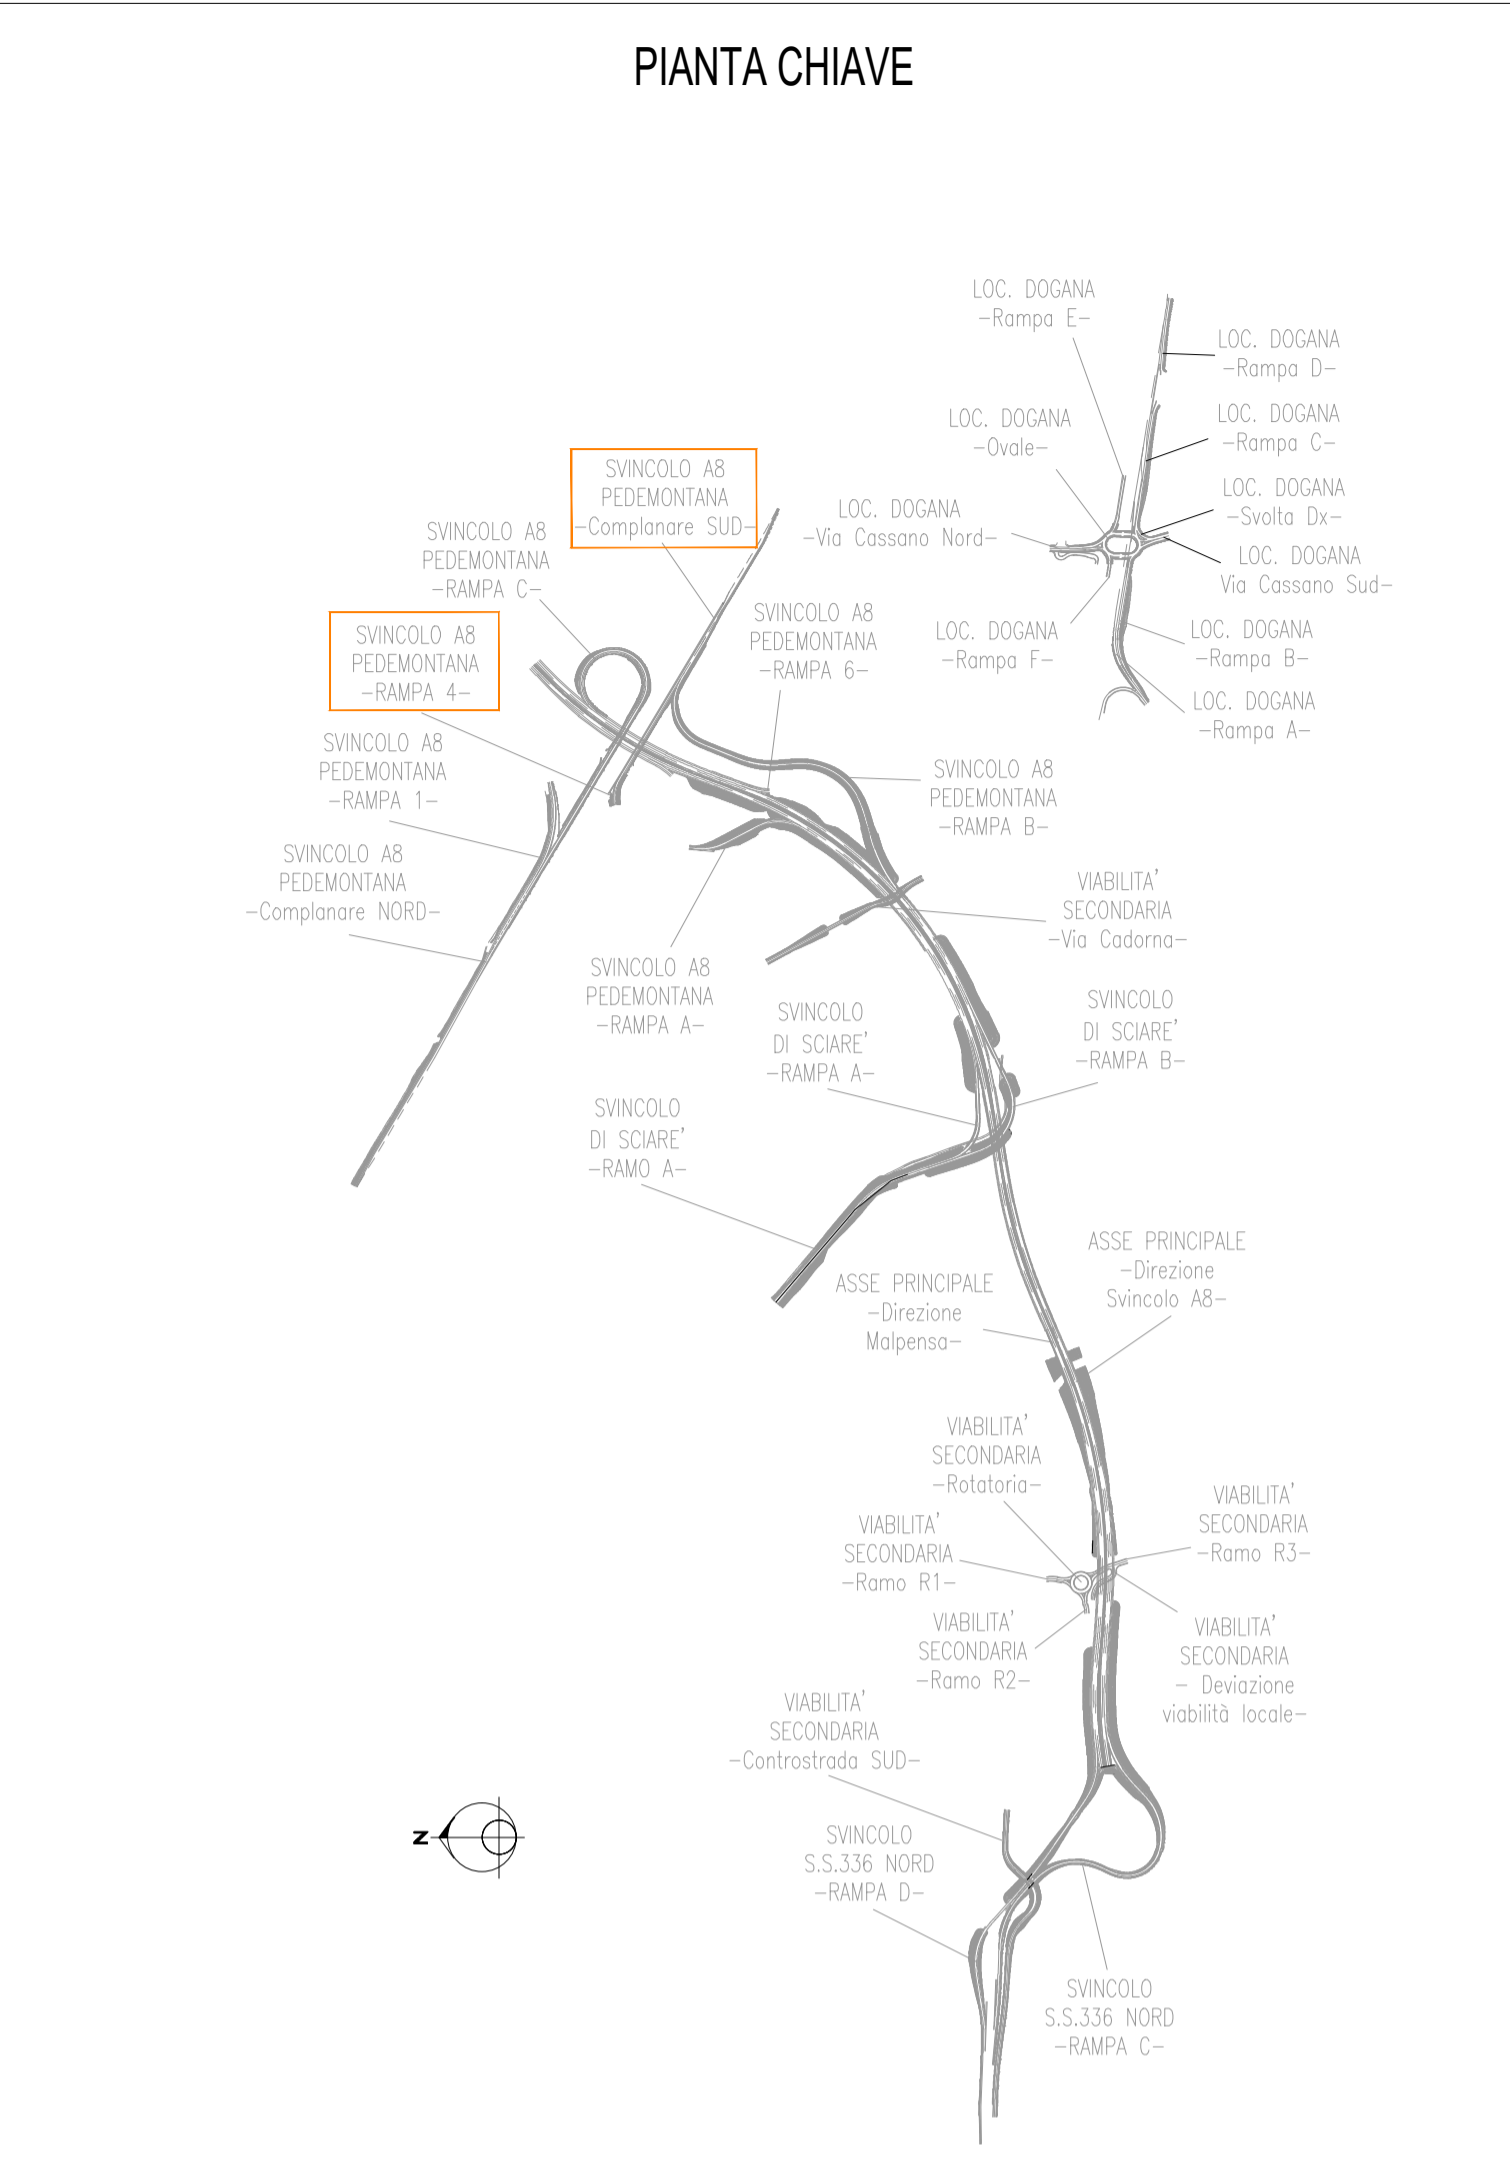 PIANTA CHIAVE
LOC. DOGANA
-Rampa E-
LOC. DOGANA
-Rampa D-
LOC. DOGANA
-Ovale-
LOC. DOGANA
-Rampa C-
SVINCOLO A8
PEDEMONTANA
-Complanare SUD-
LOC. DOGANA
-Svolta Dx-
LOC. DOGANA
-Via Cassano Nord-
SVINCOLO A8
PEDEMONTANA
-RAMPA C-
LOC. DOGANA
Via Cassano Sud-
SVINCOLO A8
PEDEMONTANA
-RAMPA 6-
LOC. DOGANA
-Rampa F-
LOC. DOGANA
-Rampa B-
SVINCOLO A8
PEDEMONTANA
-RAMPA 4-
LOC. DOGANA
-Rampa A-
SVINCOLO A8
PEDEMONTANA
-RAMPA 1-
SVINCOLO A8
PEDEMONTANA
-RAMPA B-
SVINCOLO A8
PEDEMONTANA
-Complanare NORD-
VIABILITA'
SECONDARIA
-Via Cadorna-
SVINCOLO A8
PEDEMONTANA
-RAMPA A-
SVINCOLO
DI SCIARE'
-RAMPA A-
SVINCOLO
DI SCIARE'
-RAMPA B-
SVINCOLO
DI SCIARE'
-RAMO A-
ASSE PRINCIPALE
-Direzione
Svincolo A8-
ASSE PRINCIPALE
-Direzione
Malpensa-
VIABILITA'
SECONDARIA
-Rotatoria-
VIABILITA'
SECONDARIA
-Ramo R3-
VIABILITA'
SECONDARIA
-Ramo R1-
VIABILITA'
SECONDARIA
-Ramo R2-
VIABILITA'
SECONDARIA
- Deviazione
viabilità locale-
VIABILITA'
SECONDARIA
-Controstrada SUD-
N
SVINCOLO
S.S.336 NORD
-RAMPA D-
SVINCOLO
S.S.336 NORD
-RAMPA C-